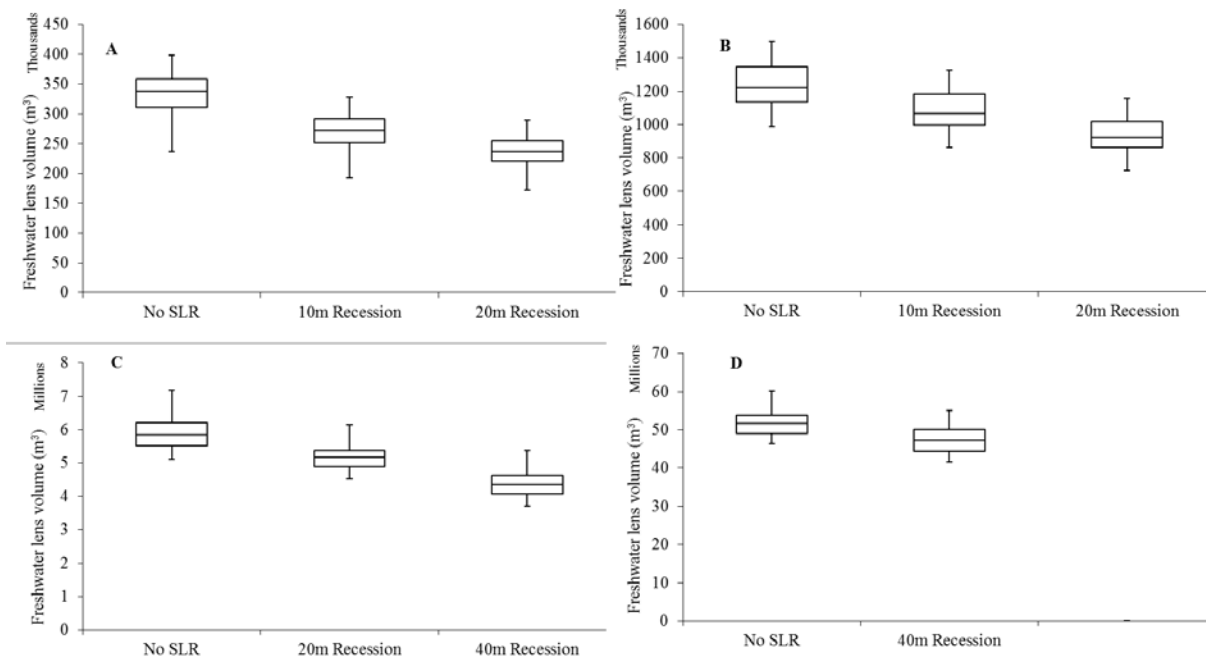 A
Thousands
Freshwater lens volume (m³)
450
400
350
300
250
200
150
100
50
0
No SLR 10m Recession 20m Recession
B
Thousands
Freshwater lens volume (m³)
1600
1400
1200
1000
800
600
400
200
0
No SLR 10m Recession 20m Recession
C
Millions
Freshwater lens volume (m³)
8
7
6
5
4
3
2
1
0
No SLR 20m Recession 40m Recession
D
Millions
Freshwater lens volume (m³)
70
60
50
40
30
20
10
0
No SLR 40m Recession